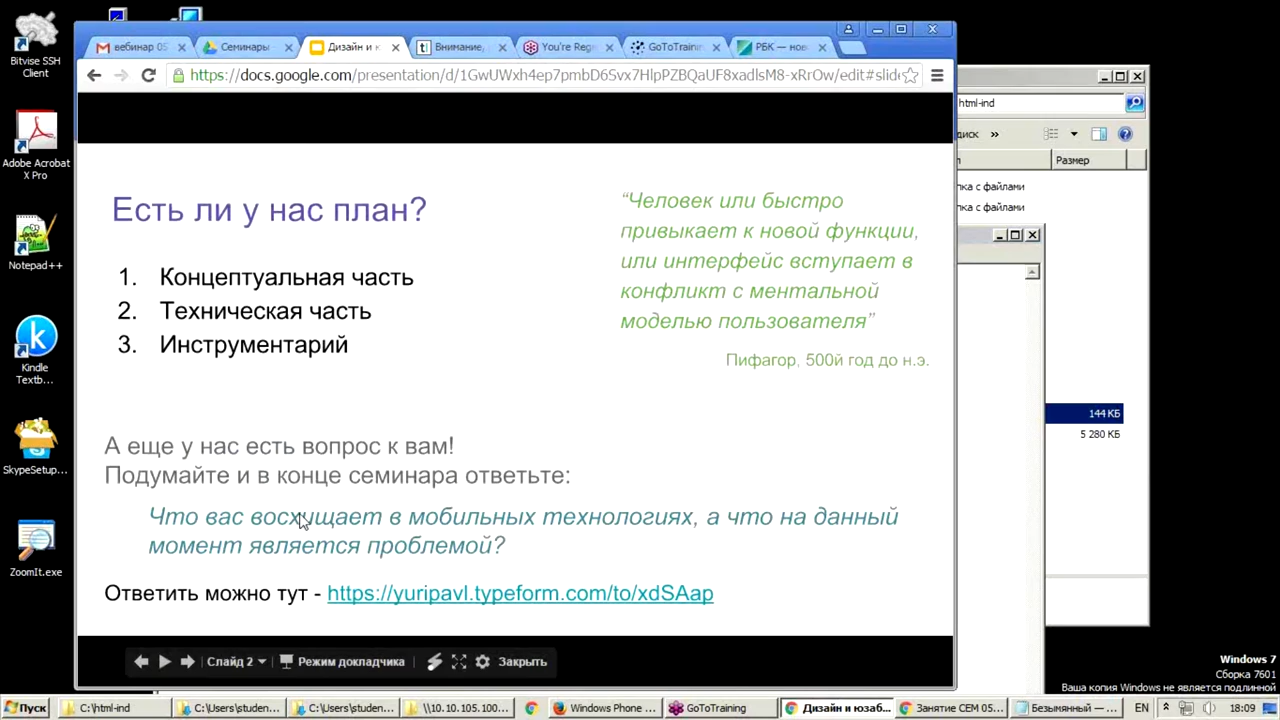 Bitvise SSH
Client
Adobe Acrobat
X Pro
Notepad++
Kindle
Textb...
SkypeSetup...
ZoomIt.exe
вебинар 05
Семинары
Дизайн и к
Внимание,
You're Reg
GoToTrainin
РБК — нов
https://docs.google.com/presentation/d/1GwUWxh4ep7pmbD6Svx7HlpPZBQaUF8xadlsM8-xRrOw/edit#slide
html-ind
диск »
Размер
пка с файлами
пка с файлами
144 КБ
5 280 КБ
Есть ли у нас план?
1. Концептуальная часть
2. Техническая часть
3. Инструментарий
“Человек или быстро
привыкает к новой функции,
или интерфейс вступает в
конфликт с ментальной
моделью пользователя”
Пифагор, 500й год до н.э.
А еще у нас есть вопрос к вам!
Подумайте и в конце семинара ответьте:
Что вас восхищает в мобильных технологиях, а что на данный
момент является проблемой?
Ответить можно тут - https://yuripavl.typeform.com/to/xdSAap
Слайд 2
Режим докладчика
Закрыть
Windows 7
Сборка 7601
Ваша копия Windows не является подлинной
Пуск
C:\html-ind
C:\Users\studen...
C:\Users\studen...
\\10.10.105.100...
Windows Phone ...
GoToTraining
Дизайн и юзаб...
Занятие СЕМ 05...
Безымянный — ...
EN
18:09